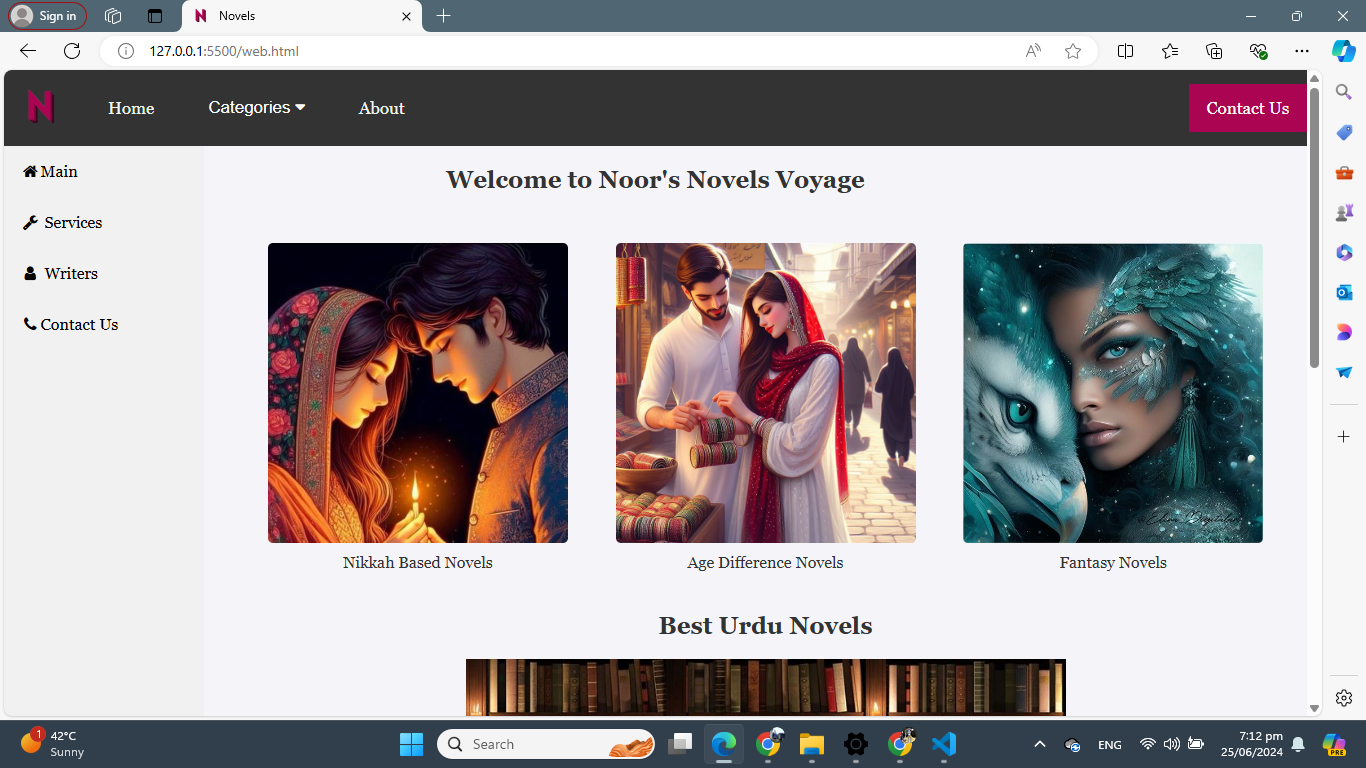 Sign in
Novels
127.0.0.1:5500/web.html
N
Home
Categories
About
Contact Us
Main
Services
Writers
Contact Us
Welcome to Noor's Novels Voyage
Nikkah Based Novels
Age Difference Novels
Fantasy Novels
Best Urdu Novels
1
42°C
Sunny
Search
ENG
7:12 pm
25/06/2024
PRE